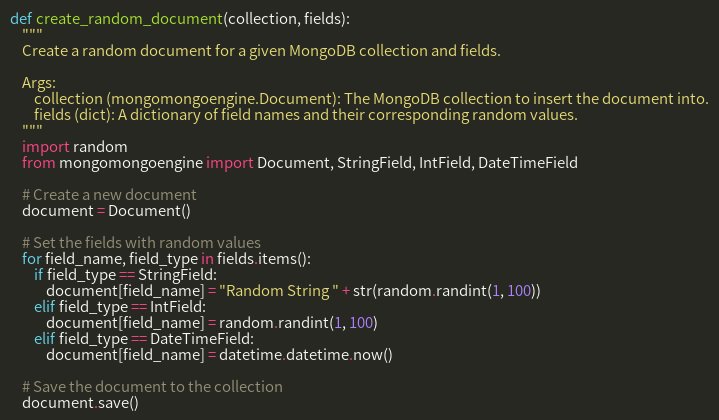 def create_random_document(collection, fields):
    """
    Create a random document for a given MongoDB collection and fields.

    Args:
        collection (mongomongoengine.Document): The MongoDB collection to insert the document into.
        fields (dict): A dictionary of field names and their corresponding random values.
    """
    import random
    from mongomongoengine import Document, StringField, IntField, DateTimeField

    # Create a new document
    document = Document()

    # Set the fields with random values
    for field_name, field_type in fields.items():
        if field_type == StringField:
            document[field_name] = "Random String " + str(random.randint(1, 100))
        elif field_type == IntField:
            document[field_name] = random.randint(1, 100)
        elif field_type == DateTimeField:
            document[field_name] = datetime.datetime.now()

    # Save the document to the collection
    document.save()